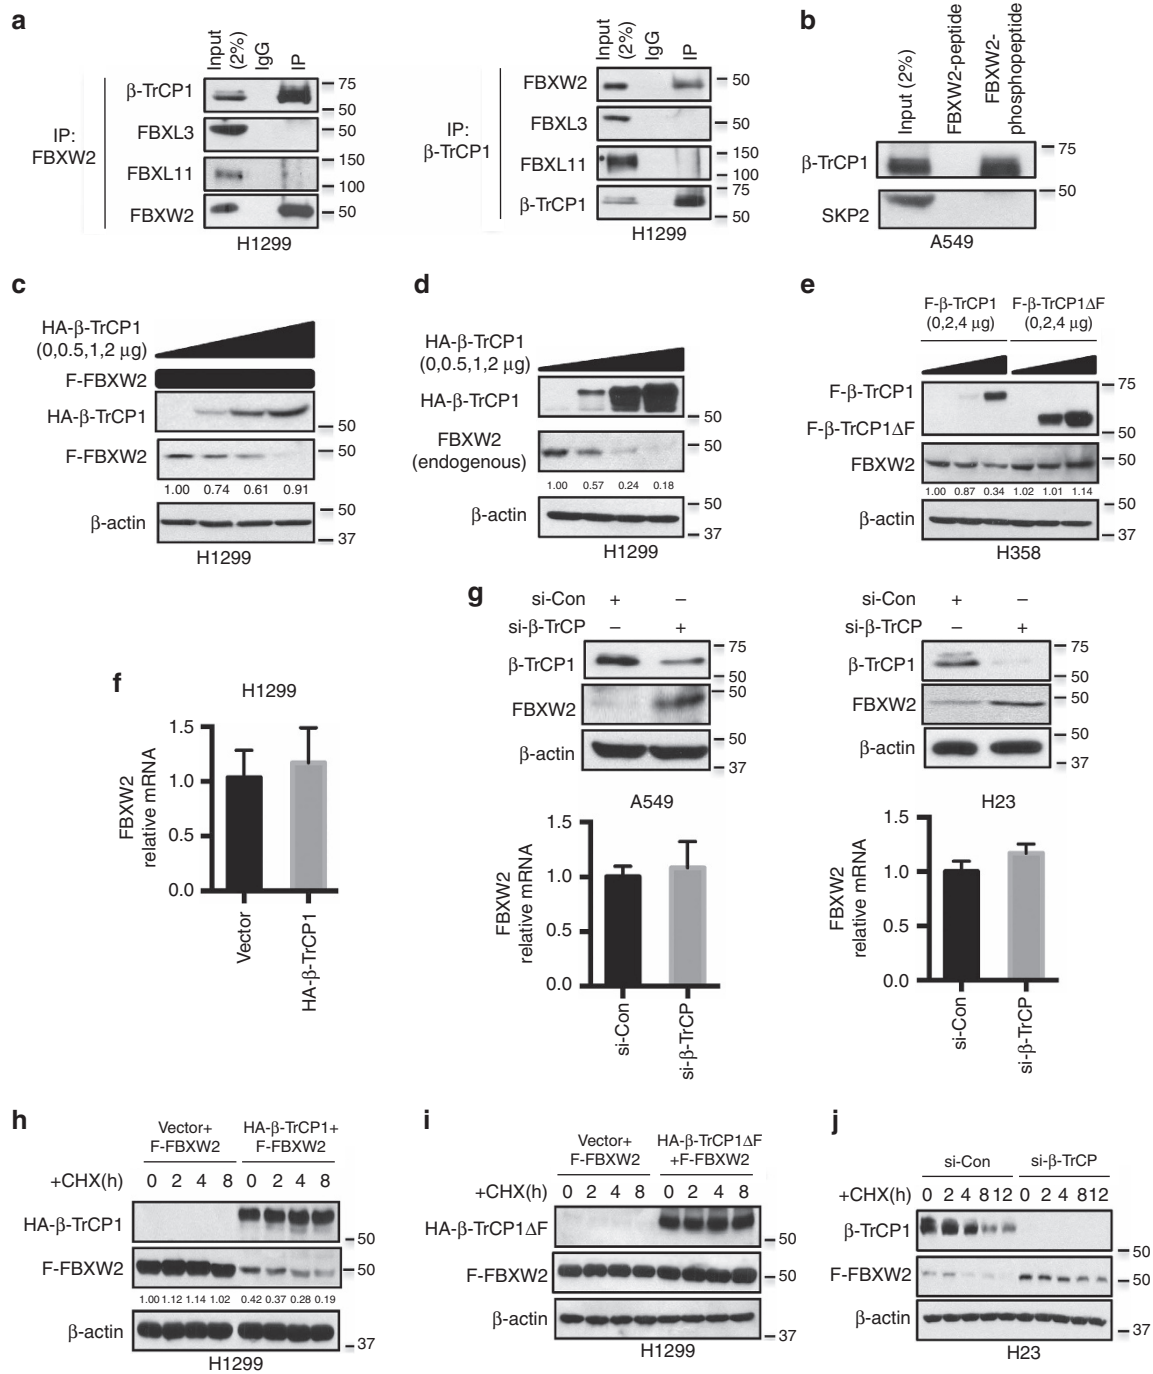 a
Input (2%)
IgG
IP
IP: FBXW2
β-TrCP1
75
50
FBXL3
50
FBXL11
150
100
FBXW2
50
H1299
Input (2%)
IgG
IP
IP: β-TrCP1
FBXW2
50
FBXL3
50
FBXL11
150
100
β-TrCP1
75
50
H1299
b
Input (2%)
FBXW2-peptide
FBXW2-phosphopeptide
β-TrCP1
75
SKP2
50
A549
c
HA-β-TrCP1
(0,0.5,1,2 μg)
F-FBXW2
HA-β-TrCP1
50
F-FBXW2
50
1.00 0.74 0.61 0.91
β-actin
50
37
H1299
d
HA-β-TrCP1
(0,0.5,1,2 μg)
HA-β-TrCP1
50
FBXW2
(endogenous)
50
1.00 0.57 0.24 0.18
β-actin
50
37
H1299
e
F-β-TrCP1 F-β-TrCP1ΔF
(0,2,4 μg) (0,2,4 μg)
F-β-TrCP1
75
F-β-TrCP1ΔF
50
FBXW2
50
1.00 0.87 0.34 1.02 1.01 1.14
β-actin
50
37
H358
f
H1299
FBXW2
relative mRNA
1.5
1.0
0.5
0.0
Vector
HA-β-TrCP1
g
si-Con + −
si-β-TrCP − +
β-TrCP1
75
50
FBXW2
50
β-actin
50
37
A549
FBXW2
relative mRNA
1.5
1.0
0.5
0.0
si-Con
si-β-TrCP
si-Con + −
si-β-TrCP − +
β-TrCP1
75
50
FBXW2
50
β-actin
50
37
H23
FBXW2
relative mRNA
1.5
1.0
0.5
0.0
si-Con
si-β-TrCP
h
Vector+ HA-β-TrCP1+
F-FBXW2 F-FBXW2
+CHX(h) 0 2 4 8 0 2 4 8
HA-β-TrCP1
50
F-FBXW2
50
1.00 1.12 1.14 1.02 0.42 0.37 0.28 0.19
β-actin
37
H1299
i
Vector+ HA-β-TrCP1ΔF
F-FBXW2 +F-FBXW2
+CHX(h) 0 2 4 8 0 2 4 8
HA-β-TrCP1ΔF
50
F-FBXW2
50
β-actin
37
H1299
j
si-Con si-β-TrCP
+CHX(h) 0 2 4 8 12 0 2 4 8 12
β-TrCP1
50
F-FBXW2
50
β-actin
37
H23